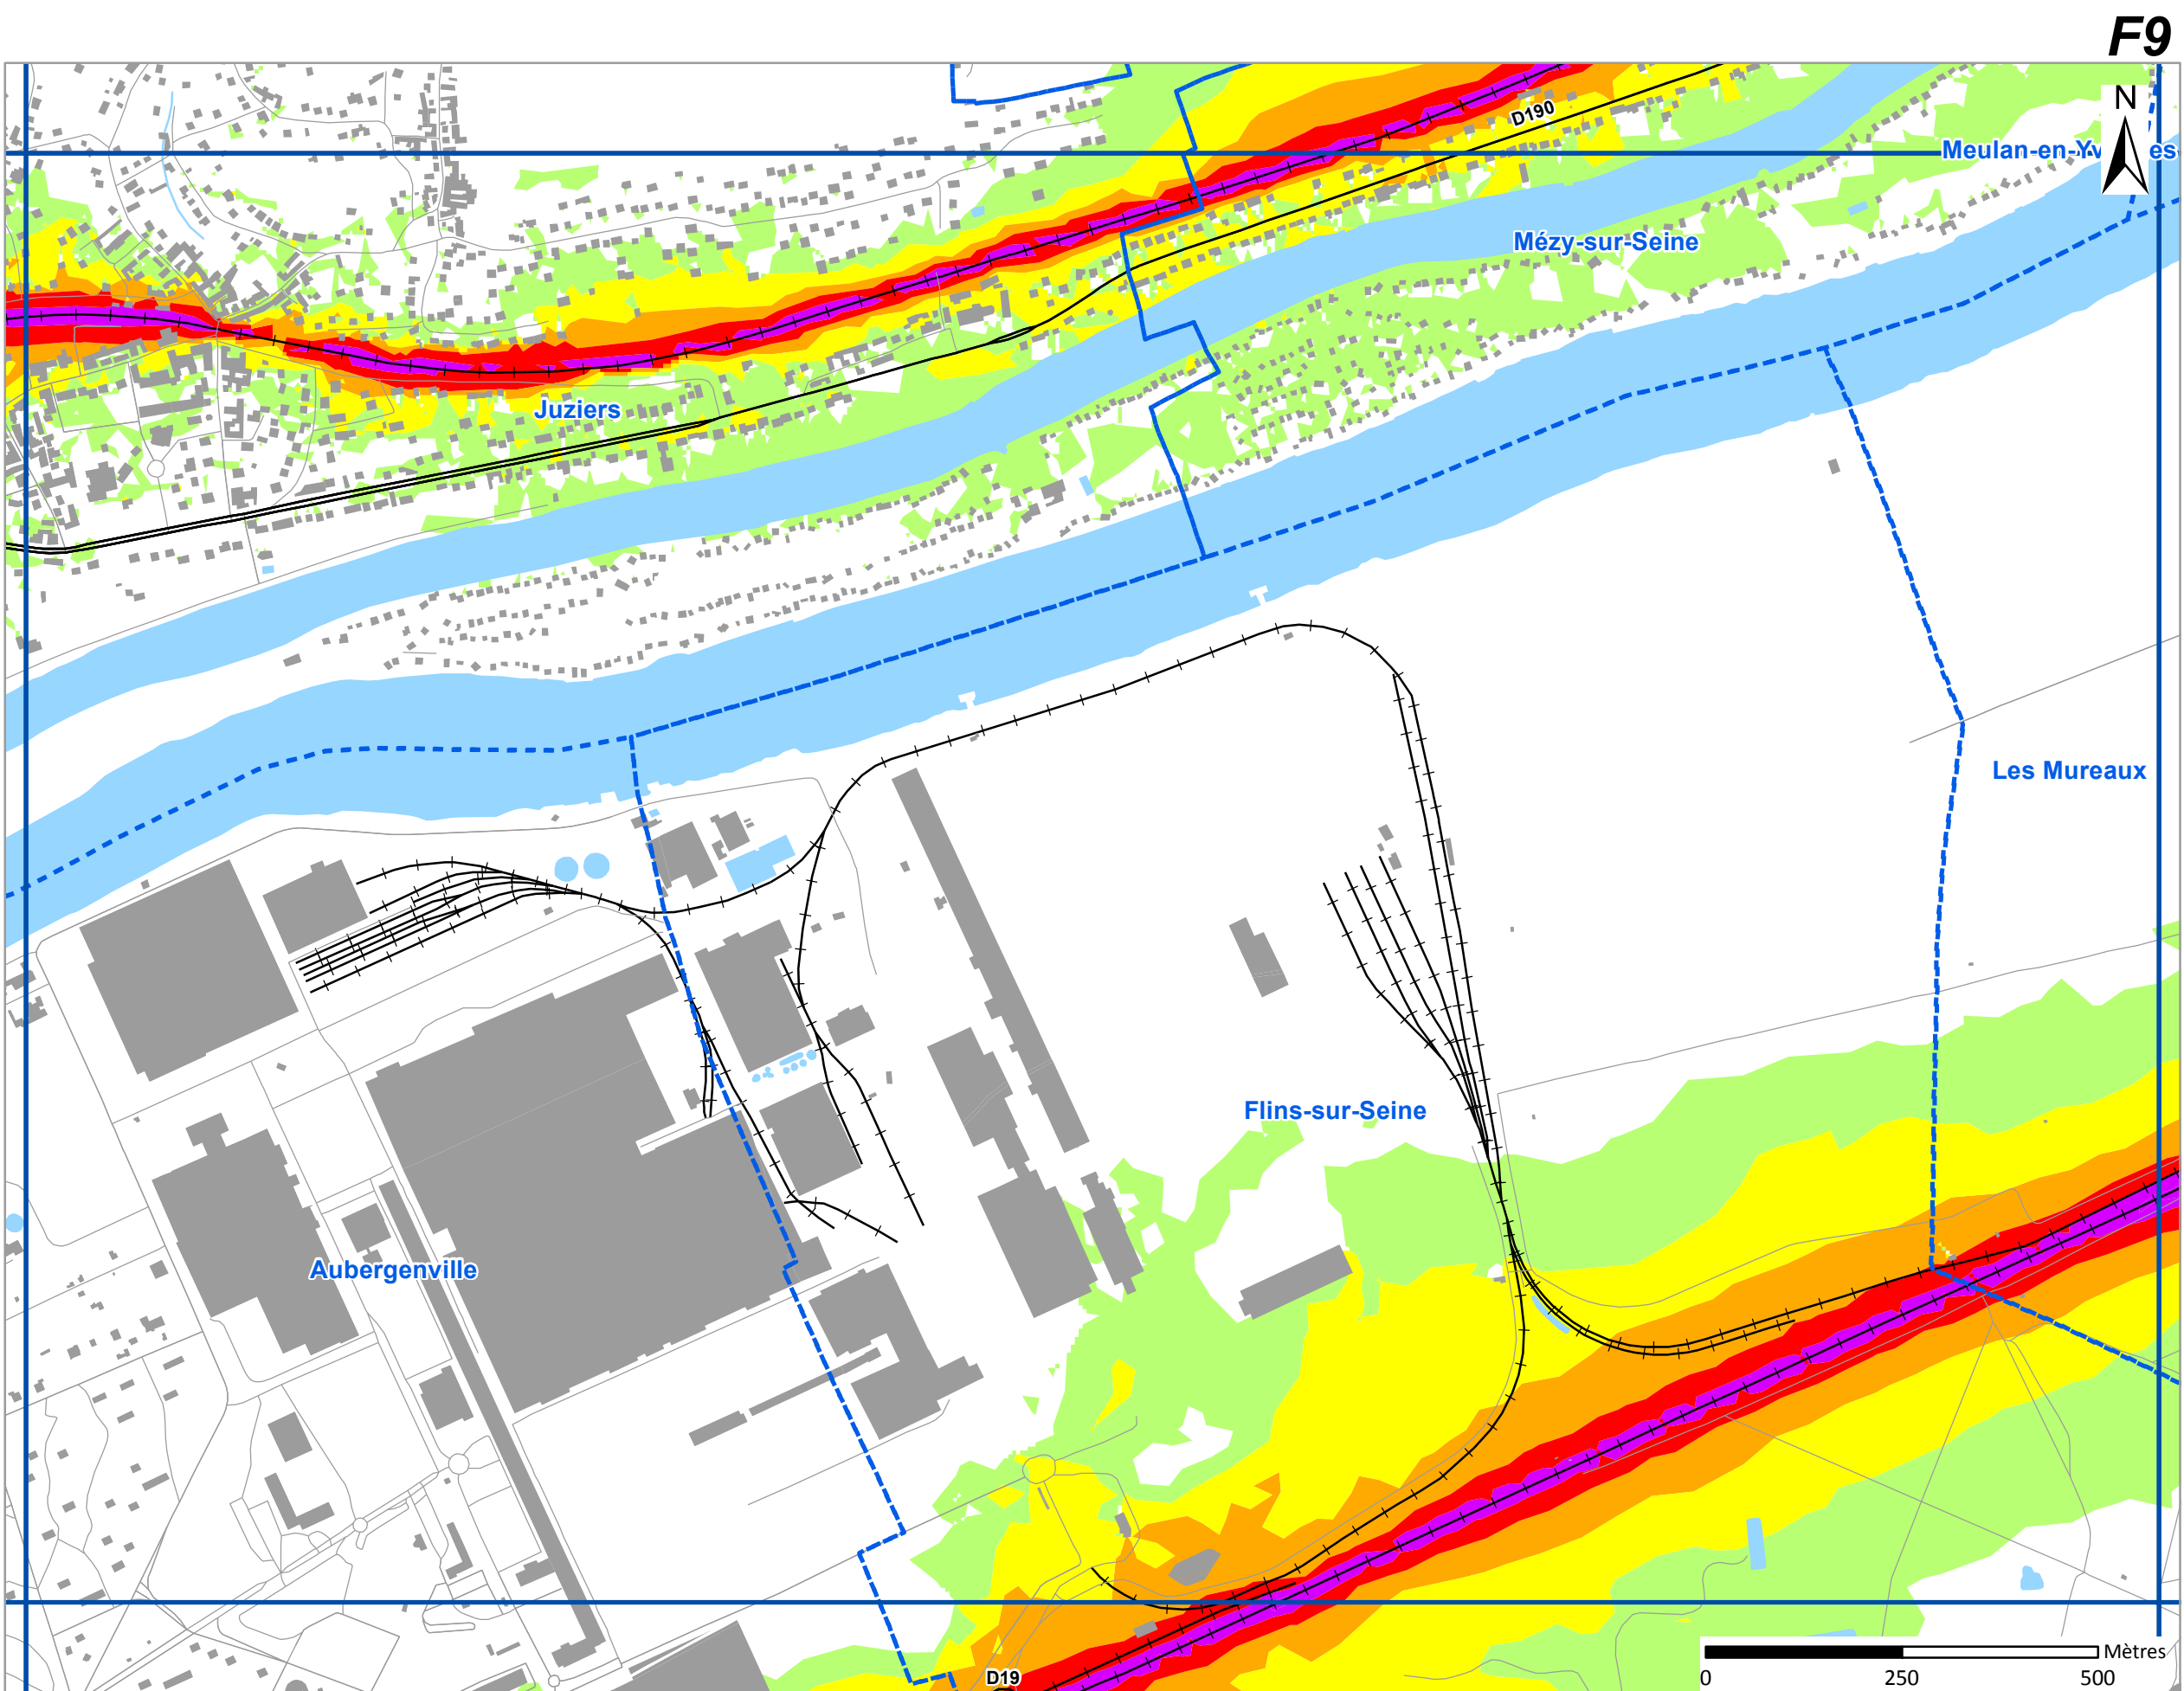 F9
N
D190
Meulan-en-Yv es
Mézy-sur-Seine
Juziers
Les Mureaux
Flins-sur-Seine
Aubergenville
D19
Mètres
0 250 500